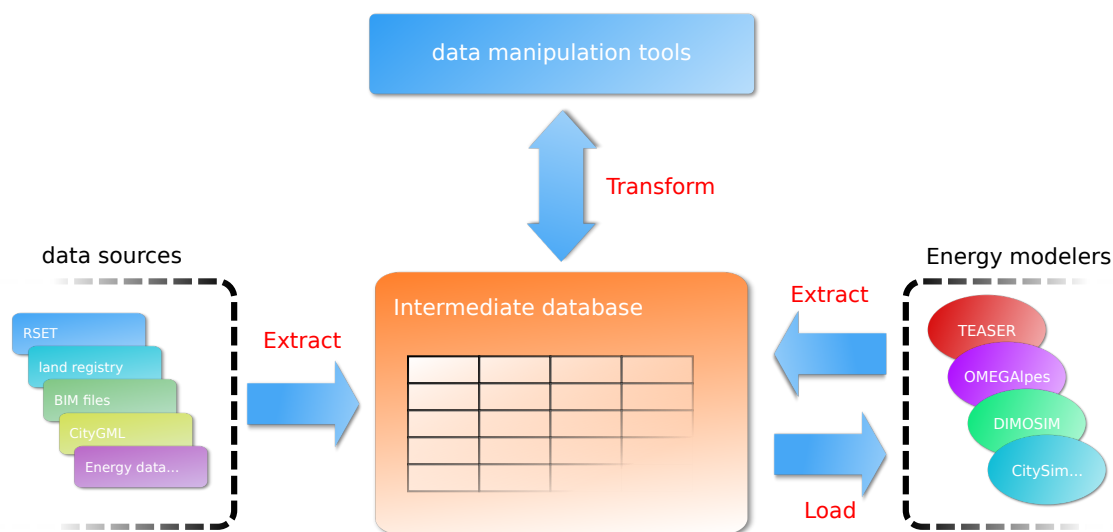 data manipulation tools
Transform
data sources
Energy modelers
RSET
land registry
BIM files
CityGML
Energy data...
Extract
Intermediate database
Extract
Load
TEASER
OMEGAlpes
DIMOSIM
CitySim...